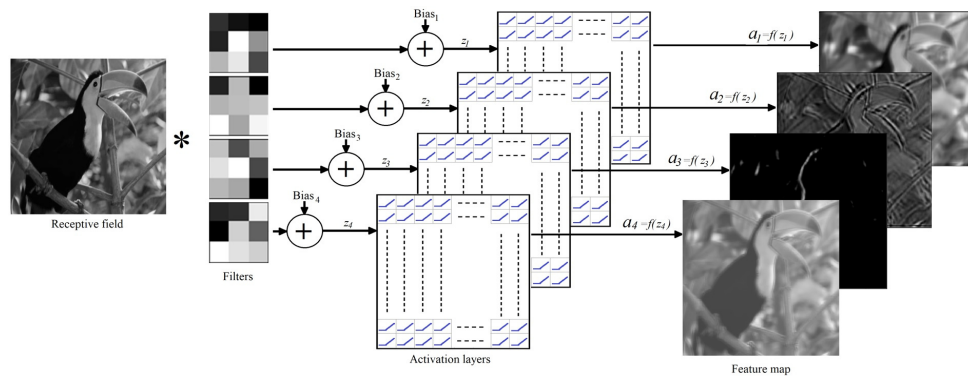 Bias1
z1
a1=f(z1)
Bias2
z2
a2=f(z2)
*
Bias3
z3
a3=f(z3)
Bias4
z4
a4=f(z4)
Receptive field
Filters
Activation layers
Feature map